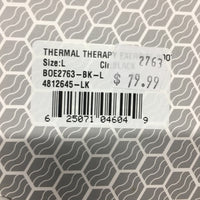 THERMAL THERAPY
Size:L Clr:BLACK 2763
BOE2763-BK-L
4812645-LK
$ 79.99
6 25071 04604 9